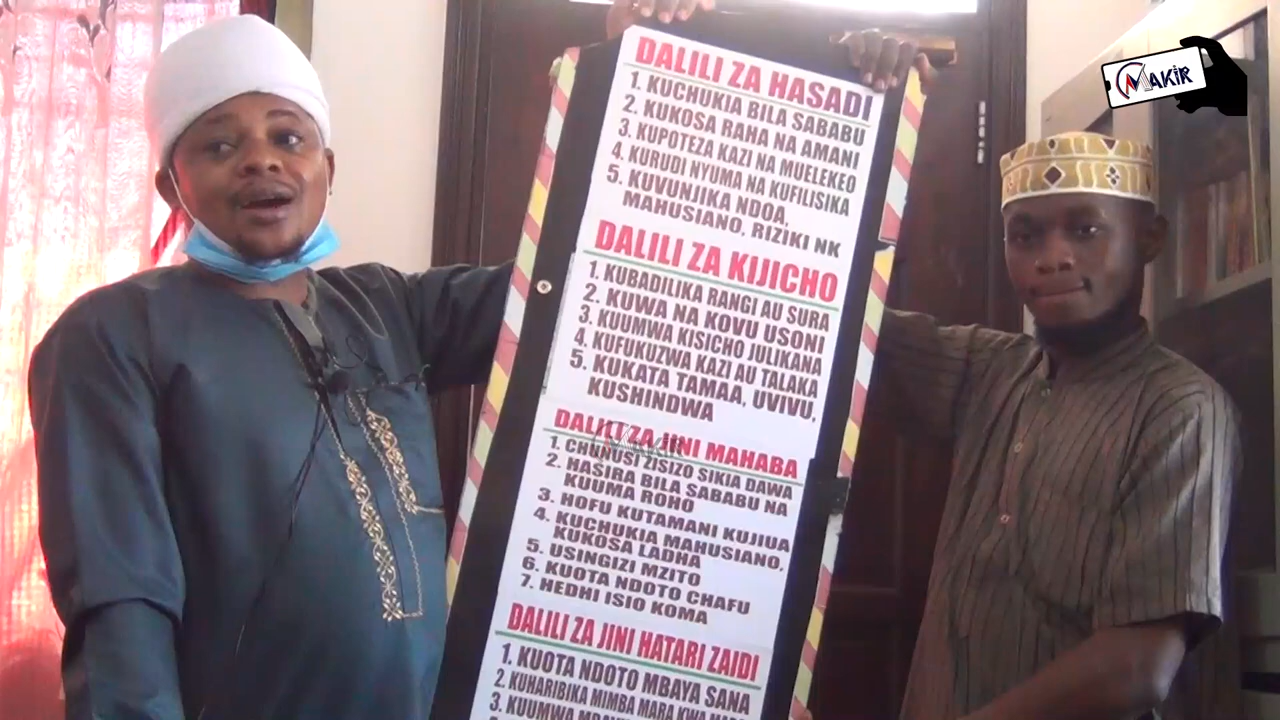 MAKIR
DALILI ZA HASADI
1. KUCHUKIA BILA SABABU
2. KUKOSA RAHA NA AMANI
3. KUPOTEZA KAZI NA MUELEKEO
4. KURUDI NYUMA NA KUFILISIKA
5. KUVUNJIKA NDOA,
MAHUSIANO, RIZIKI NK
DALILI ZA KIJICHO
1. KUBADILIKA RANGI AU SURA
2. KUWA NA KOVU USONI
3. KUUMWA KISICHO JULIKANA
4. KUFUKUZWA KAZI AU TALAKA
5. KUKATA TAMAA, UVIVU,
KUSHINDWA
DALILI ZA JINI MAHABA
MAKIR
1. CHUNUSI ZISIZO SIKIA DAWA
2. HASIRA BILA SABABU NA
KUUMA ROHO
3. HOFU KUTAMANI KUJIUA
4. KUCHUKIA MAHUSIANO,
KUKOSA LADHA
5. USINGIZI MZITO
6. KUOTA NDOTO CHAFU
7. HEDHI ISIO KOMA
DALILI ZA JINI HATARI ZAIDI
1. KUOTA NDOTO MBAYA SANA
2. KUHARIBIKA MIMBA MARA KWA
3. KUUMWA